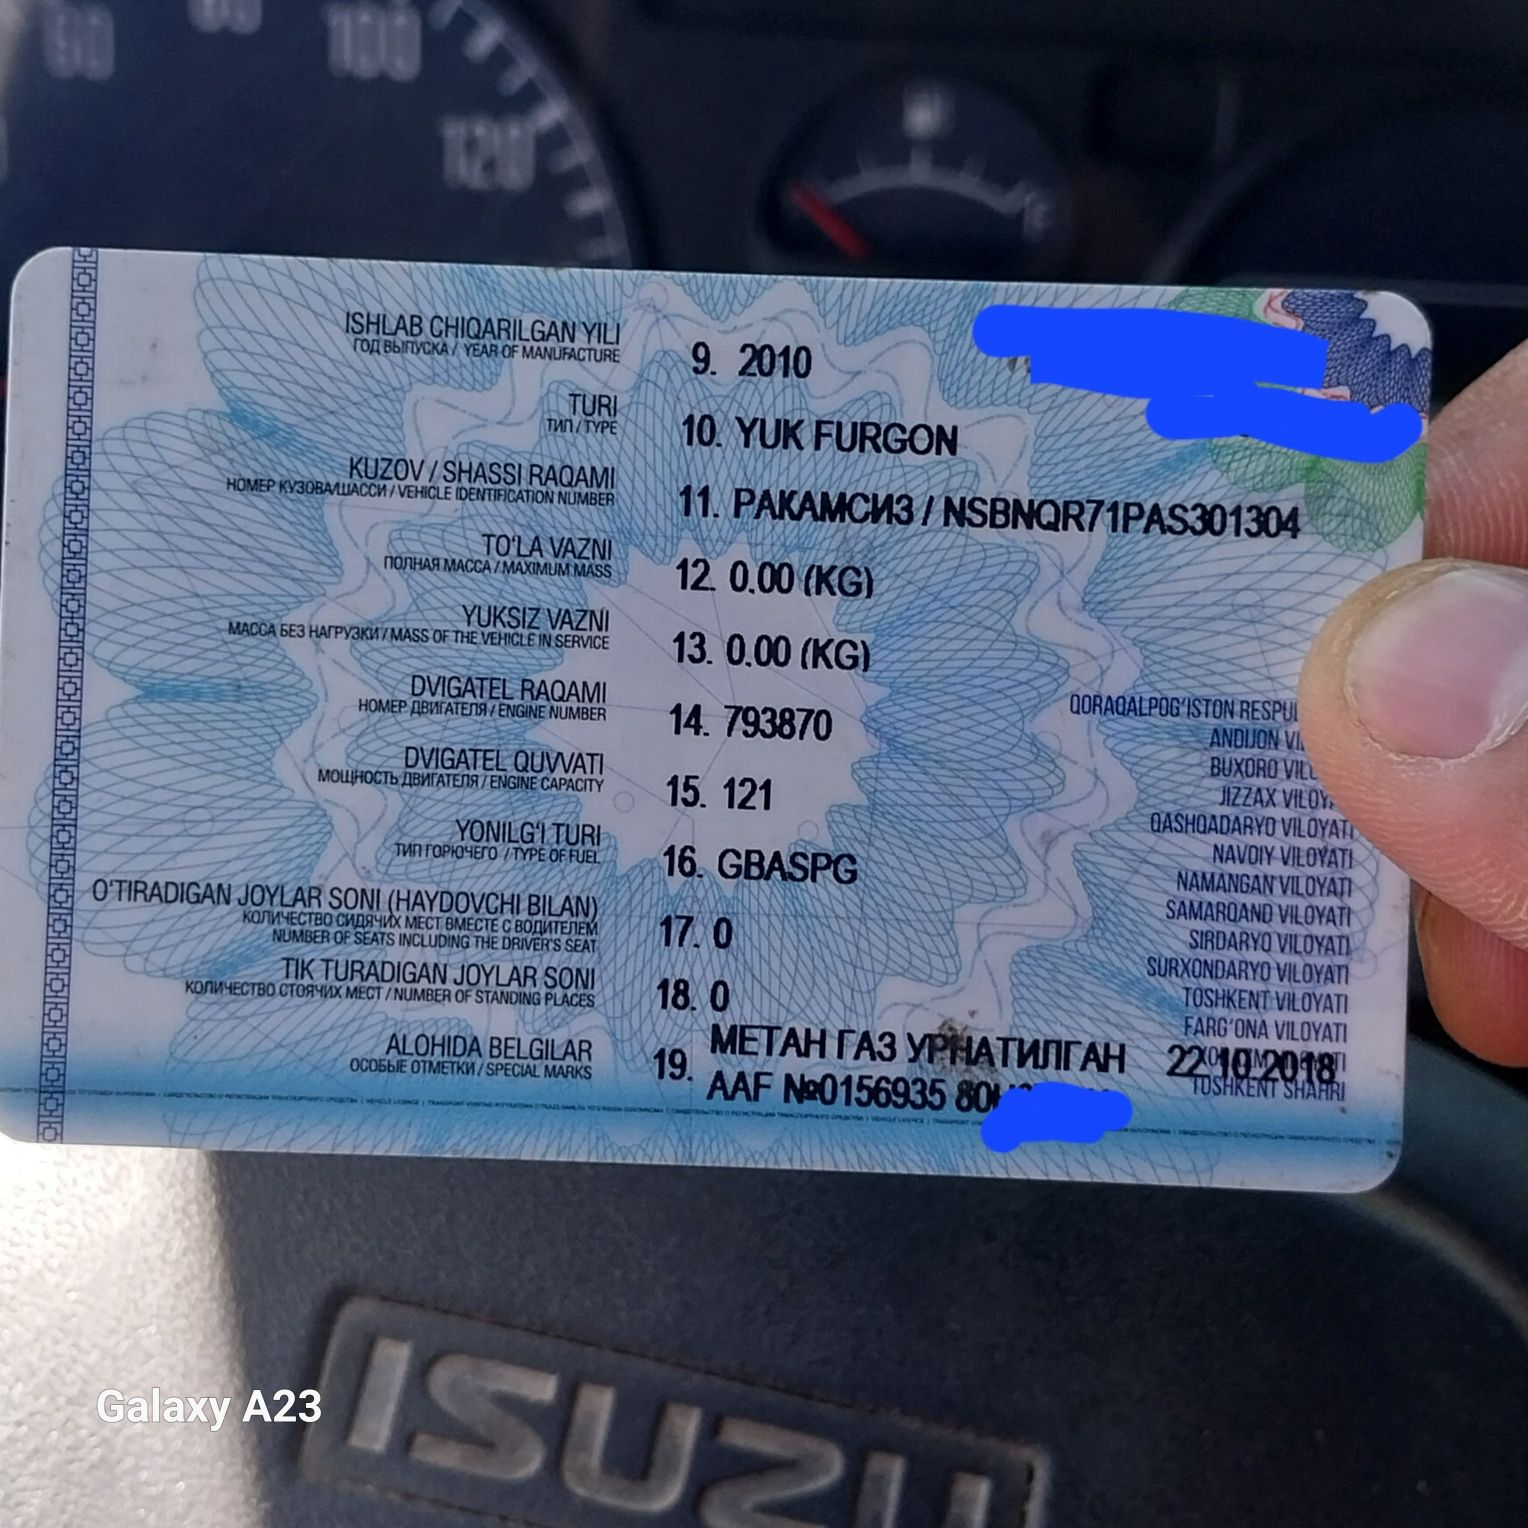 80
100
120
ISHLAB CHIQARILGAN YILI
ГОД ВЫПУСКА / YEAR OF MANUFACTURE
9. 2010
TURI
ТИП / TYPE
10. YUK FURGON
KUZOV / SHASSI RAQAMI
НОМЕР КУЗОВА/ШАССИ / VEHICLE IDENTIFICATION NUMBER
11. РАКАМСИЗ / NSBNQR71PAS301304
TO'LA VAZNI
ПОЛНАЯ МАССА / MAXIMUM MASS
12. 0.00 (KG)
YUKSIZ VAZNI
МАССА БЕЗ НАГРУЗКИ / MASS OF THE VEHICLE IN SERVICE
13. 0.00 (KG)
DVIGATEL RAQAMI
НОМЕР ДВИГАТЕЛЯ / ENGINE NUMBER
14. 793870
DVIGATEL QUVVATI
МОЩНОСТЬ ДВИГАТЕЛЯ / ENGINE CAPACITY
15. 121
YONILG'I TURI
ТИП ГОРЮЧЕГО / TYPE OF FUEL
16. GBASPG
O'TIRADIGAN JOYLAR SONI (HAYDOVCHI BILAN)
КОЛИЧЕСТВО СИДЯЧИХ МЕСТ ВМЕСТЕ С ВОДИТЕЛЕМ
NUMBER OF SEATS INCLUDING THE DRIVER'S SEAT
17. 0
TIK TURADIGAN JOYLAR SONI
КОЛИЧЕСТВО СТОЯЧИХ МЕСТ / NUMBER OF STANDING PLACES
18. 0
ALOHIDA BELGILAR
ОСОБЫЕ ОТМЕТКИ / SPECIAL MARKS
19. МЕТАН ГАЗ УРНАТИЛГАН 22.10.2018
AAF №0156935
QORAQALPOG'ISTON
ANDIJON
BUXORO
JIZZAX
QASHQADARYO VILOYATI
NAVOIY VILOYATI
NAMANGAN VILOYATI
SAMARQAND VILOYATI
SIRDARYO VILOYATI
SURXONDARYO VILOYATI
TOSHKENT VILOYATI
FARG'ONA VILOYATI
TOSHKENT SHAHRI
ISUZU
Galaxy A23